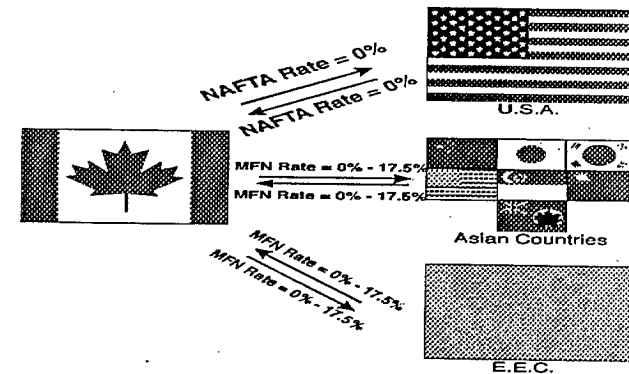 NAFTA Rate = 0%
NAFTA Rate = 0%
U.S.A.
MFN Rate = 0% - 17.5%
MFN Rate = 0% - 17.5%
Asian Countries
MFN Rate = 0% - 17.5%
MFN Rate = 0% - 17.5%
E.E.C.